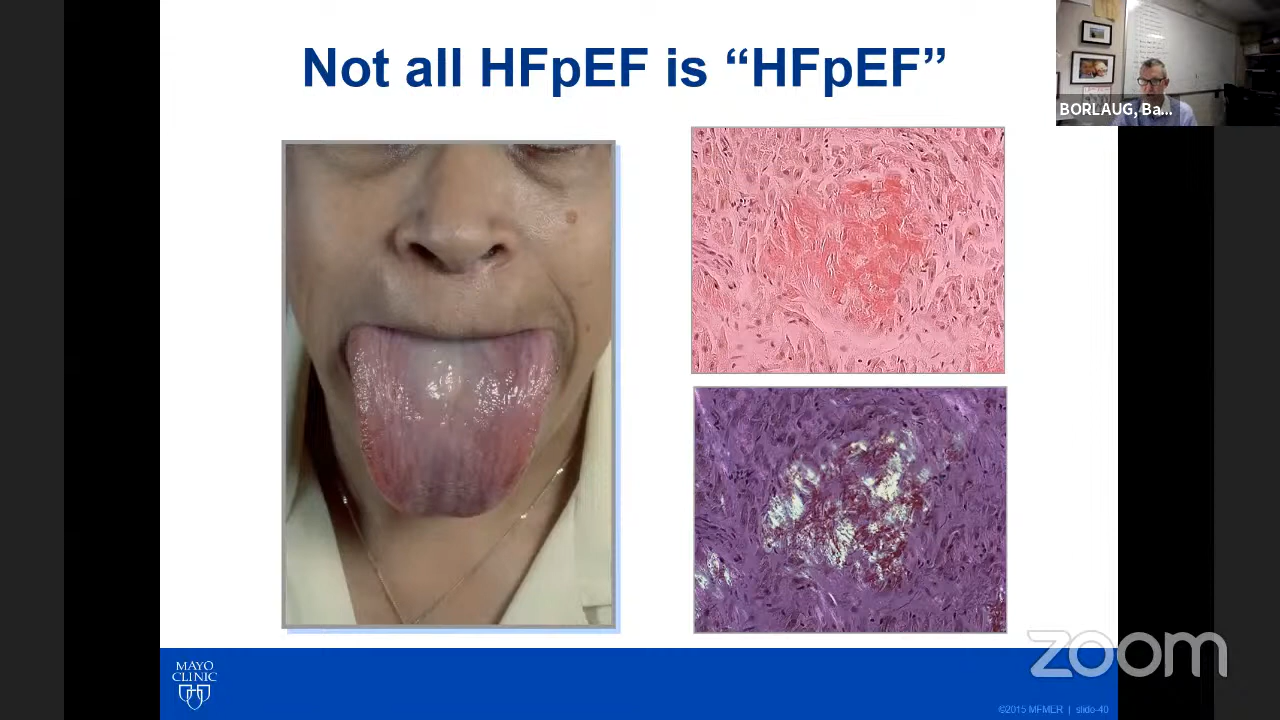 Not all HFpEF is “HFpEF”
BORLAUG, Ba...
MAYO
CLINIC
zoom
©2015 MFMER | slide-40